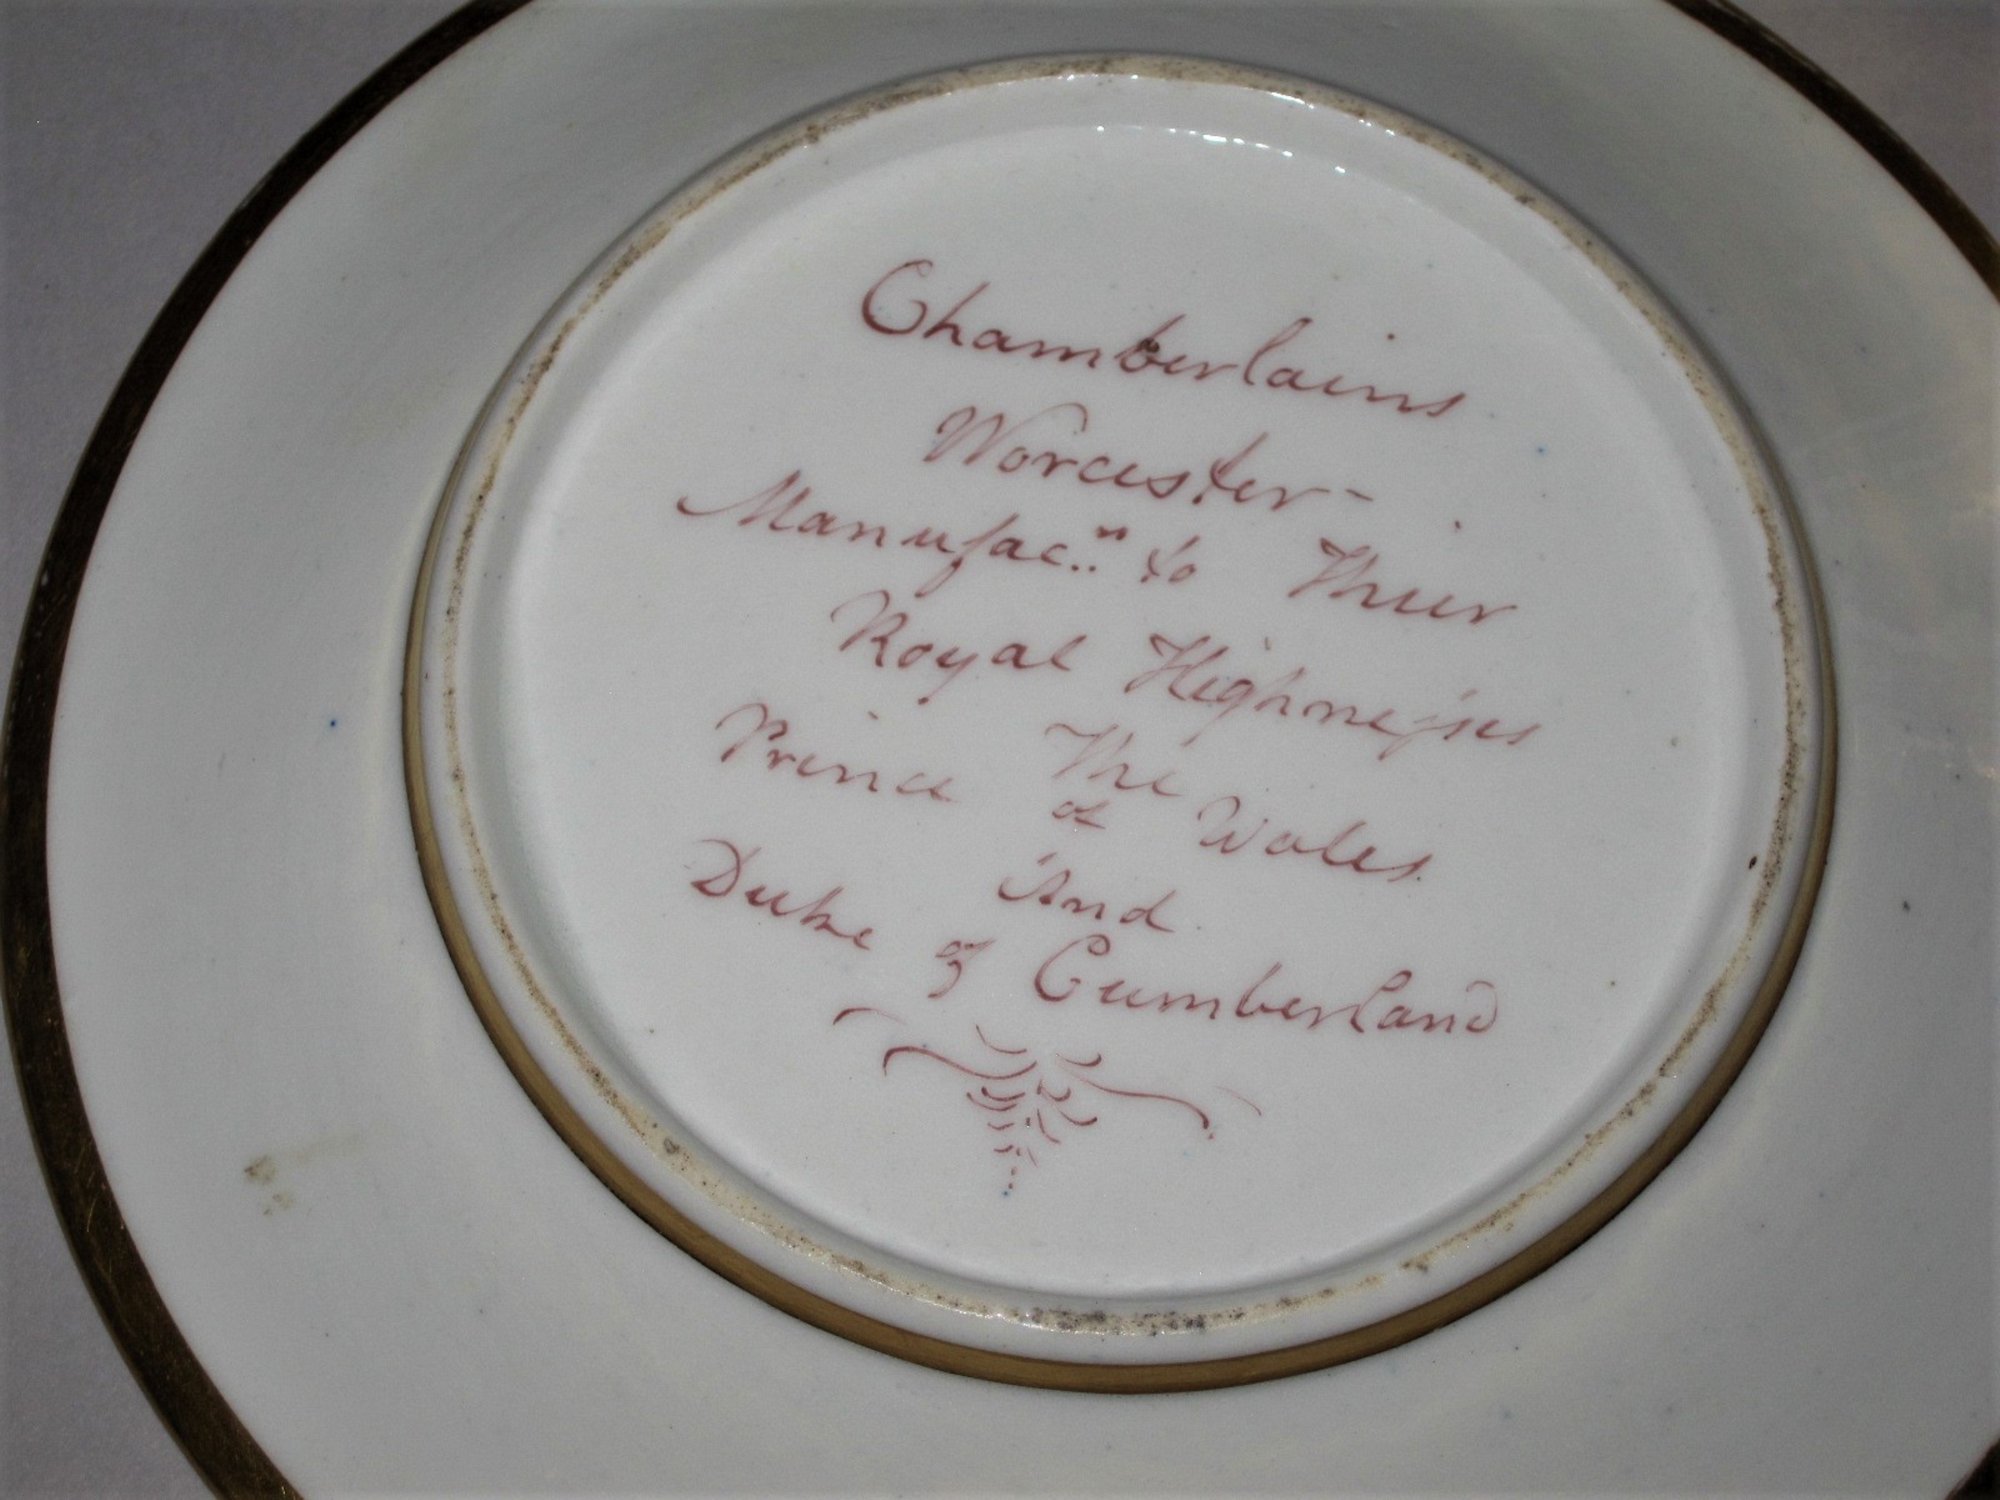 Chamberlains
Worcester -
Manufac.rs to Their
Royal Highnesses
The
Prince of Wales.
And
Duke of Cumberland